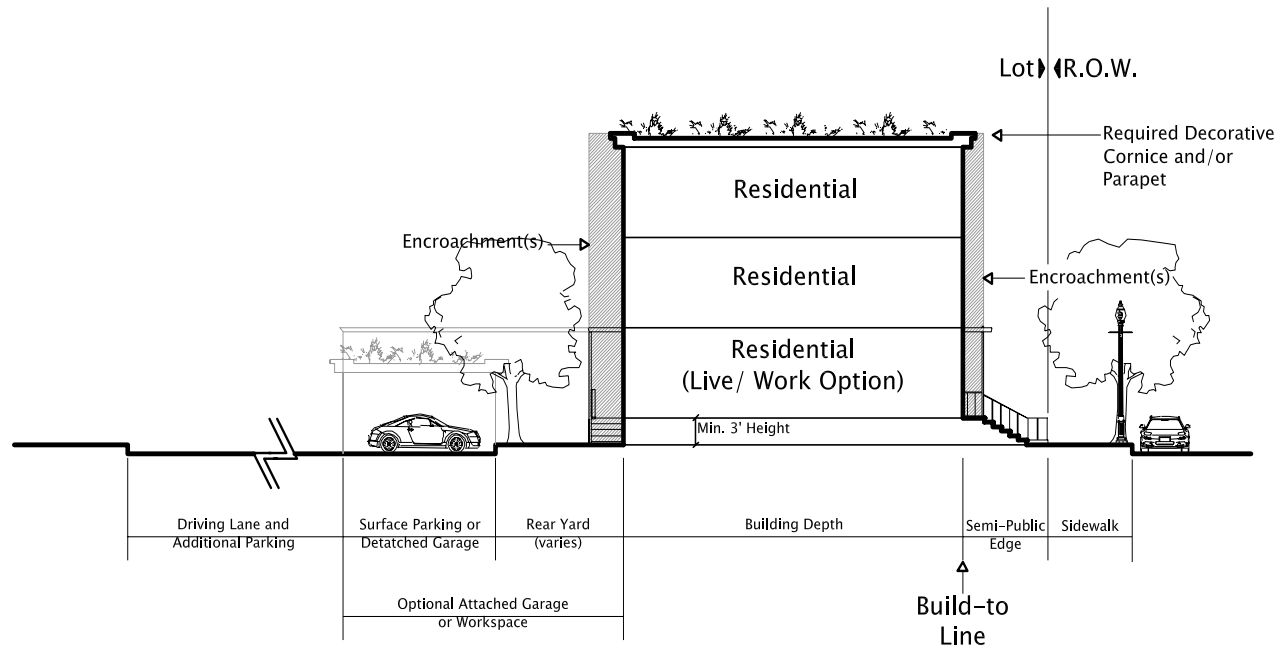 Lot R.O.W.
Required Decorative
Cornice and/or
Parapet
Residential
Encroachment(s)
Residential
Encroachment(s)
Residential
(Live/ Work Option)
Min. 3' Height
Driving Lane and
Additional Parking
Surface Parking or
Detatched Garage
Rear Yard
(varies)
Building Depth
Semi-Public
Edge
Sidewalk
Optional Attached Garage
or Workspace
Build-to
Line